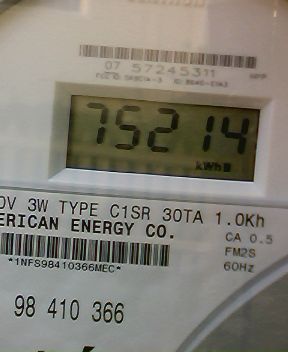 07 57245311
75214
kWh
0V 3W TYPE C1SR 30TA 1.0Kh
ERICAN ENERGY CO.
CA 0.5
*1NFS98410366MEC*
FM2S
60Hz
98 410 366